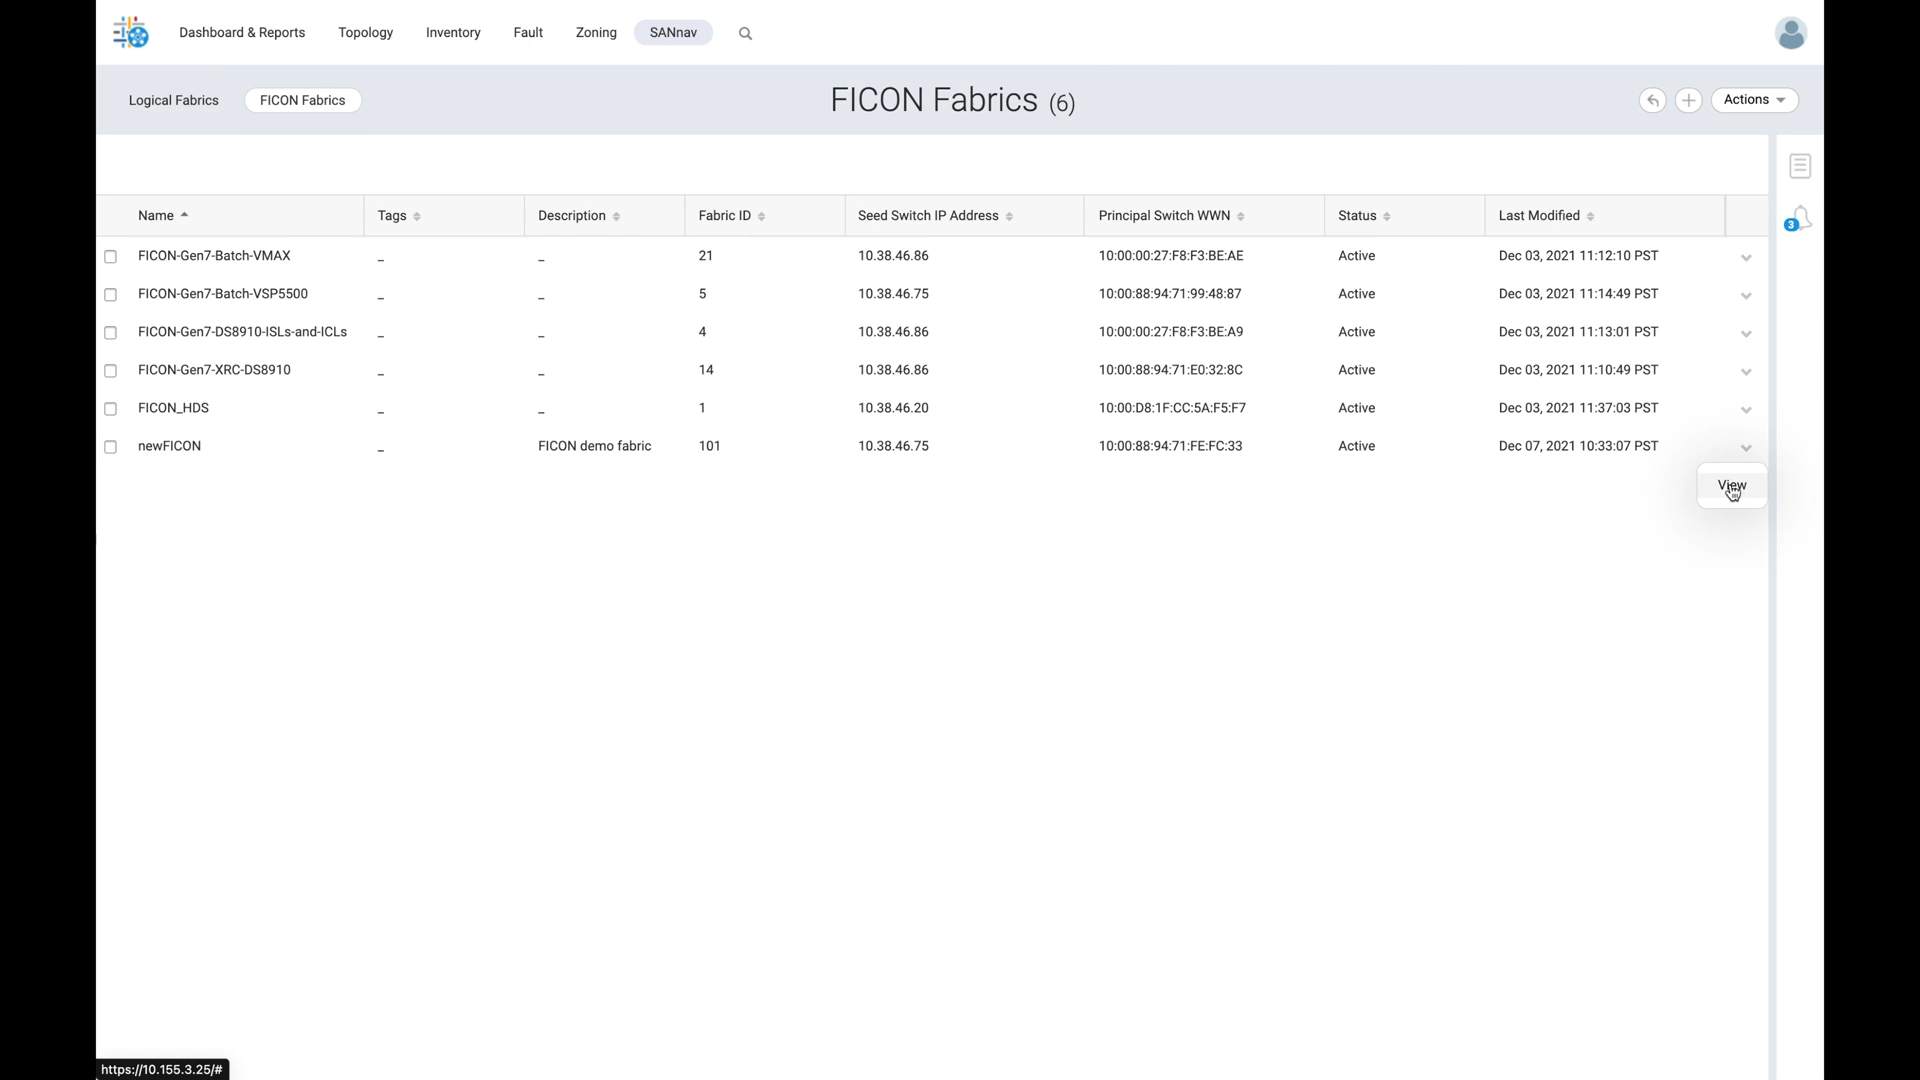 Dashboard & Reports Topology Inventory Fault Zoning SANnav
Logical Fabrics FICON Fabrics FICON Fabrics (6) Actions
Name Tags Description Fabric ID Seed Switch IP Address Principal Switch WWN Status Last Modified
3
FICON-Gen7-Batch-VMAX _ _ 21 10.38.46.86 10:00:00:27:F8:F3:BE:AE Active Dec 03, 2021 11:12:10 PST
FICON-Gen7-Batch-VSP5500 _ _ 5 10.38.46.75 10:00:88:94:71:99:48:87 Active Dec 03, 2021 11:14:49 PST
FICON-Gen7-DS8910-ISLs-and-ICLs _ _ 4 10.38.46.86 10:00:00:27:F8:F3:BE:A9 Active Dec 03, 2021 11:13:01 PST
FICON-Gen7-XRC-DS8910 _ _ 14 10.38.46.86 10:00:88:94:71:E0:32:8C Active Dec 03, 2021 11:10:49 PST
FICON_HDS _ _ 1 10.38.46.20 10:00:D8:1F:CC:5A:F5:F7 Active Dec 03, 2021 11:37:03 PST
newFICON _ FICON demo fabric 101 10.38.46.75 10:00:88:94:71:FE:FC:33 Active Dec 07, 2021 10:33:07 PST
View
https://10.155.3.25/#